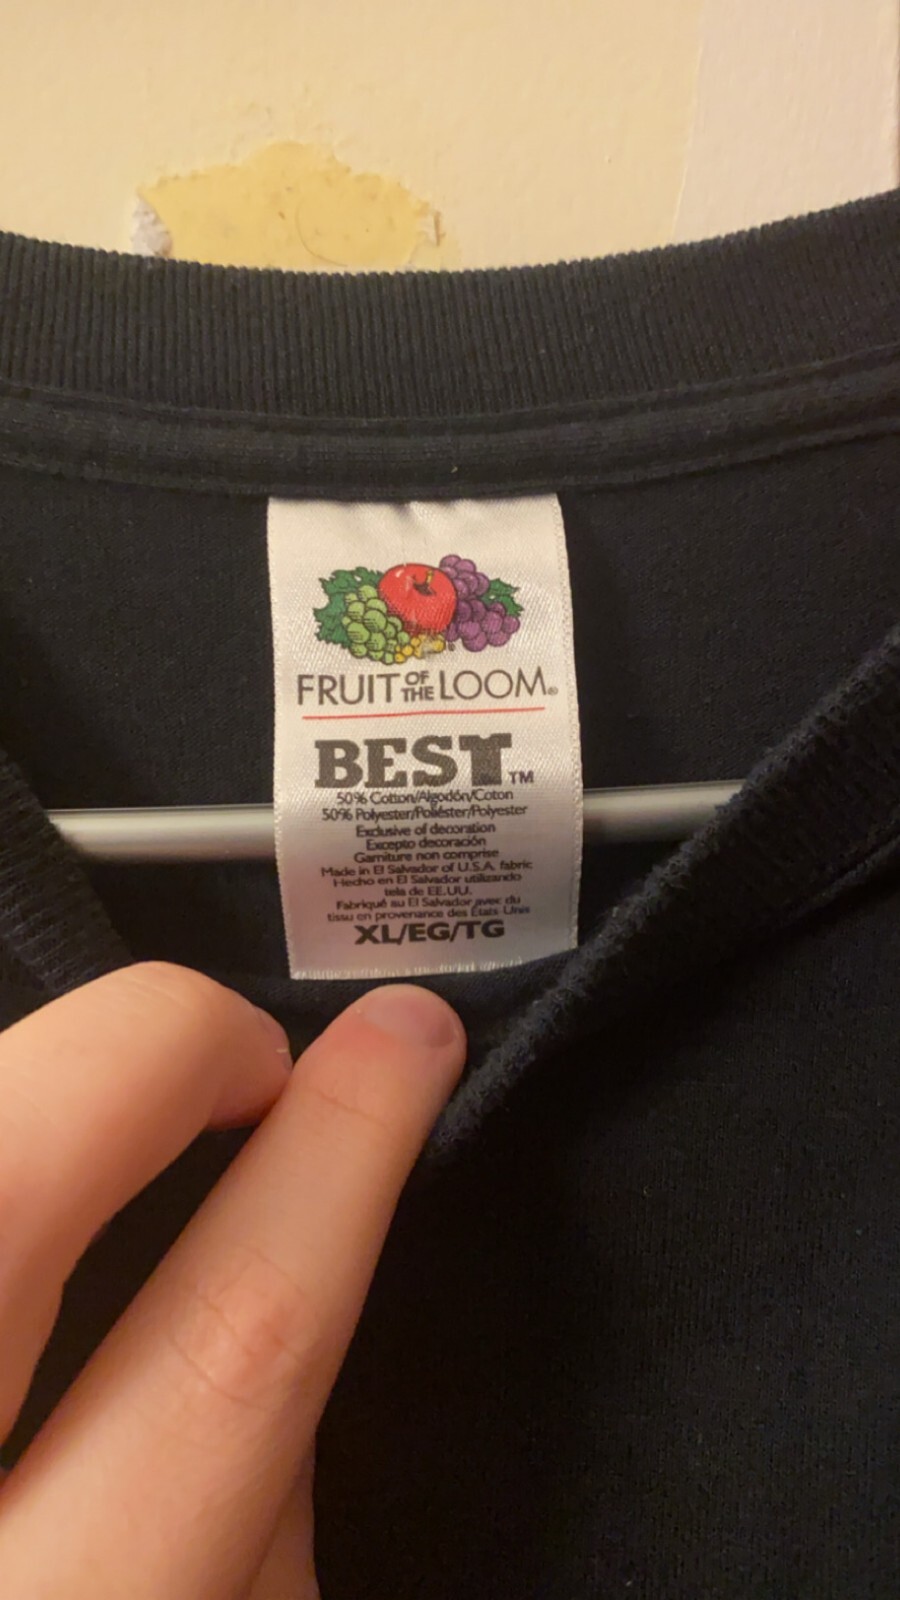 FRUIT OF THE LOOM®
BEST™
50% Cotton/Algodón/Coton
50% Polyester/Poliéster/Polyester
Exclusive of decoration
Excepto decoración
Garniture non comprise
Made in El Salvador of U.S.A. fabric
Hecho en El Salvador utilizando
tela de EE.UU.
Fabriqué au El Salvador avec du
tissu en provenance des États-Unis
XL/EG/TG